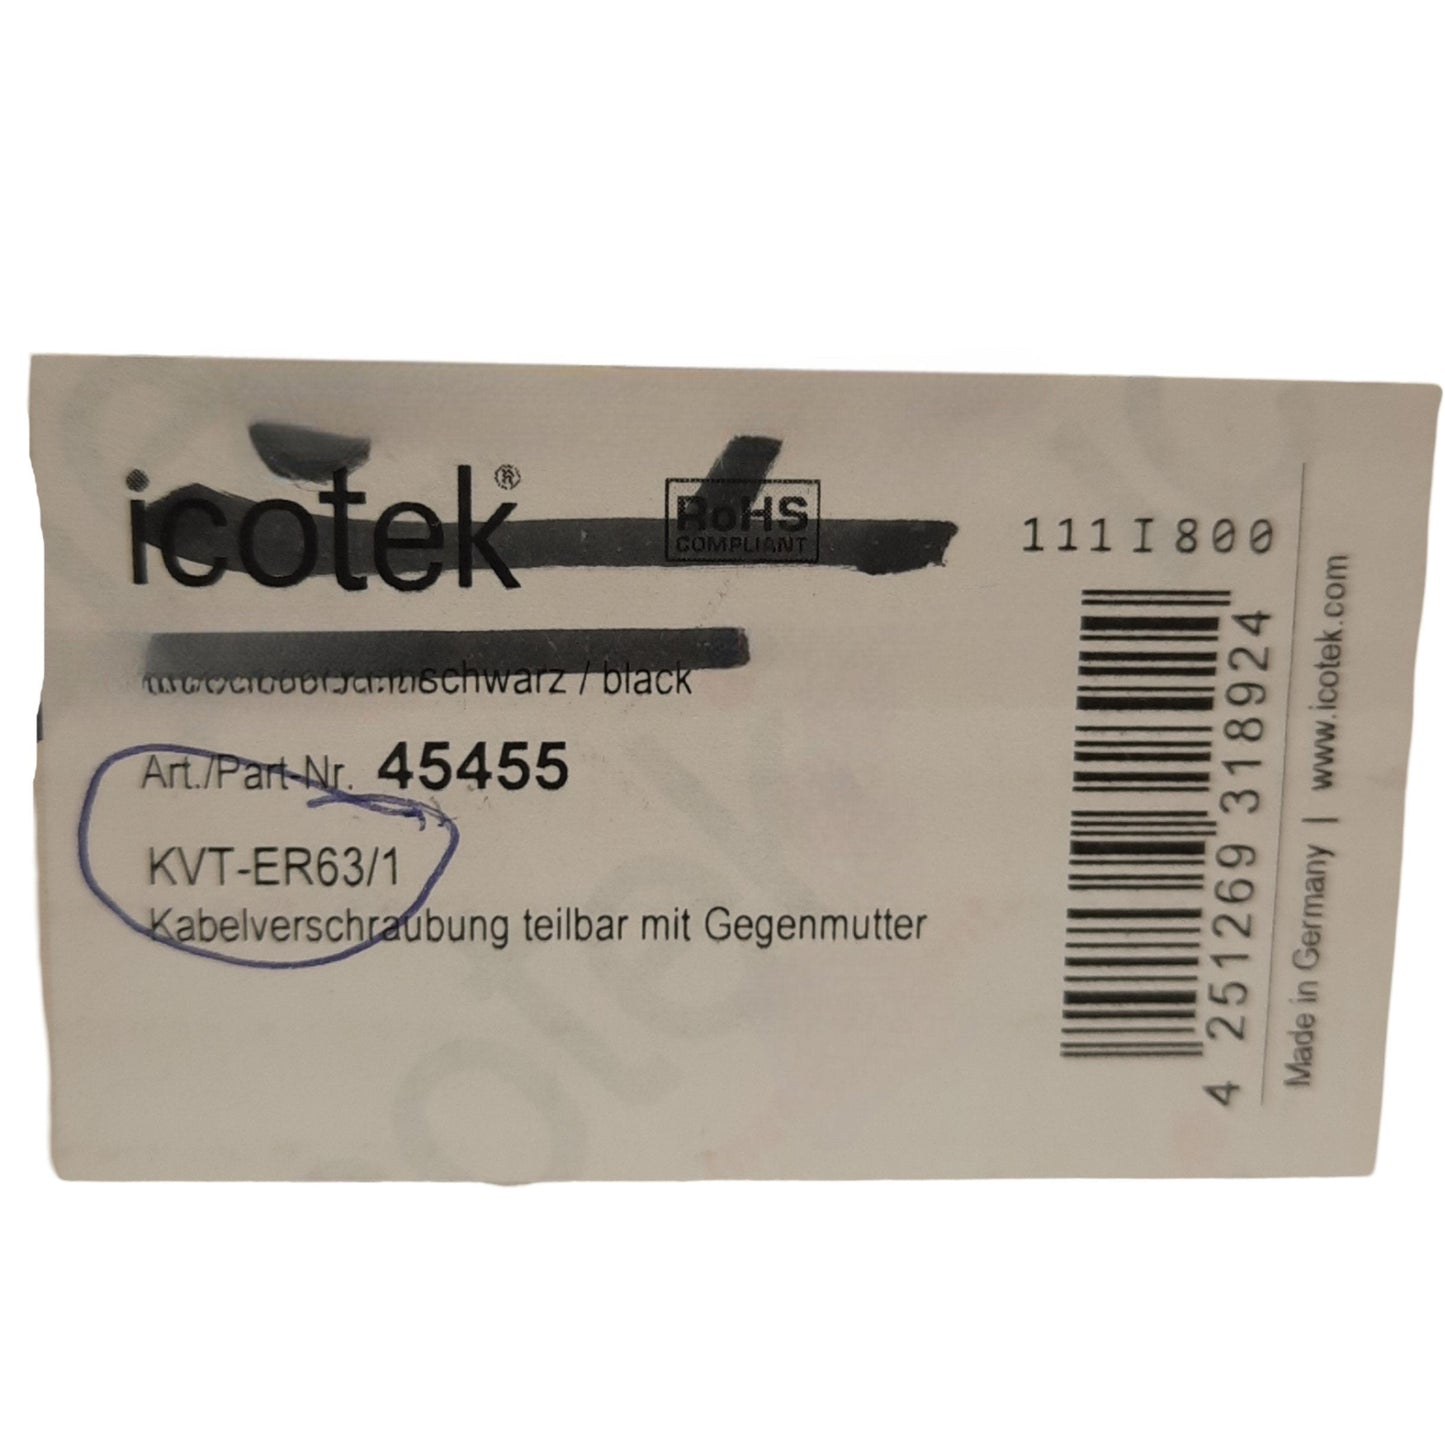 icotek®
RoHS
COMPLIANT
111I800
schwarz / black
Art./Part-Nr. 45455
KVT-ER63/1
Kabelverschraubung teilbar mit Gegenmutter
4 251269 318924
Made in Germany | www.icotek.com